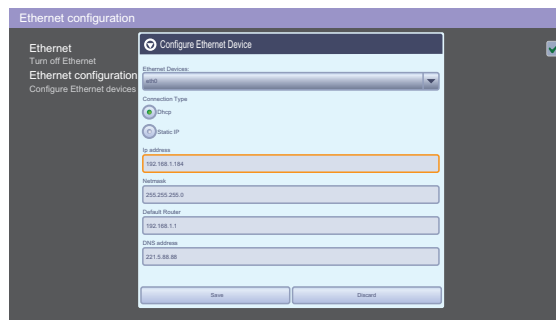 Ethernet configuration
Ethernet
Turn off Ethernet
Ethernet configuration
Configure Ethernet devices
Configure Ethernet Device
Ethernet Devices:
eth0
Connection Type
Dhcp
Static IP
Ip address
192.168.1.184
Netmask
255.255.255.0
Default Router
192.168.1.1
DNS address
221.5.88.88
Save Discard